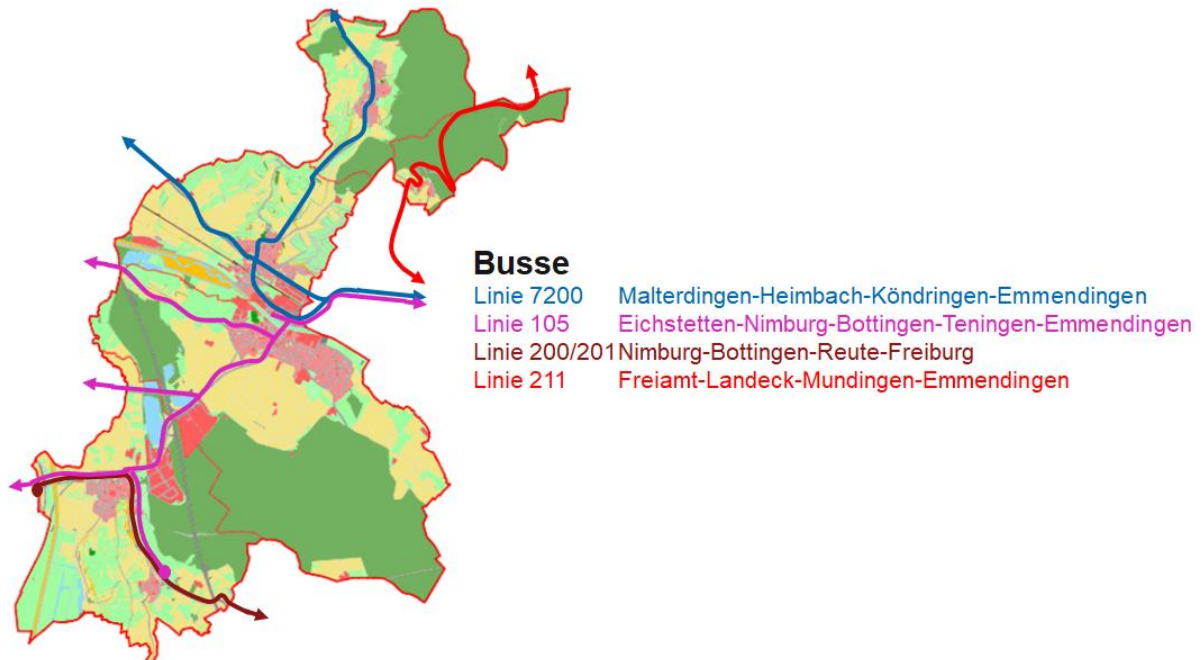 Busse
Linie 7200 Malterdingen-Heimbach-Köndringen-Emmendingen
Linie 105 Eichstetten-Nimburg-Bottingen-Teningen-Emmendingen
Linie 200/201 Nimburg-Bottingen-Reute-Freiburg
Linie 211 Freiamt-Landeck-Mundingen-Emmendingen